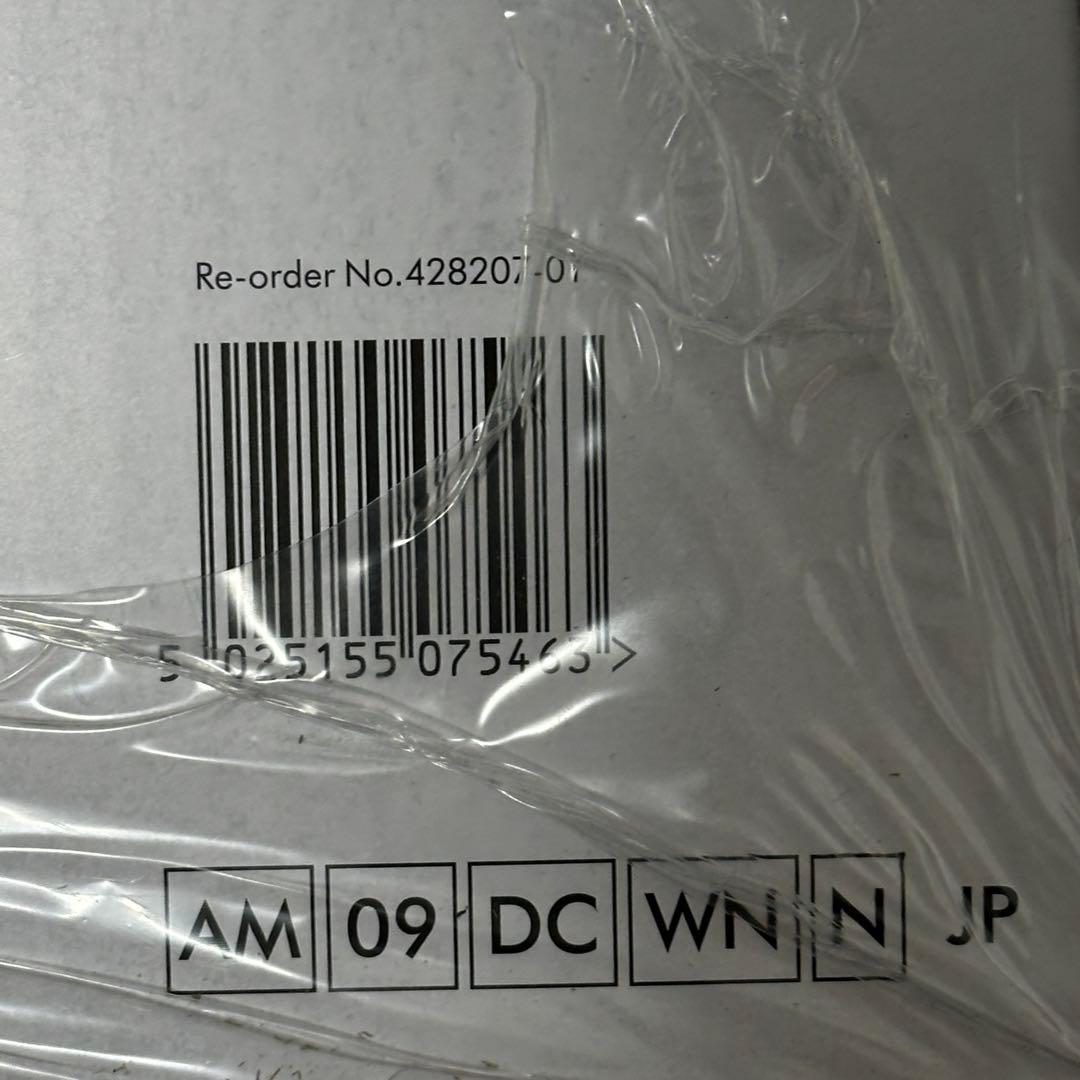 Re-order No.428207-01
5 025155 075463 >
AM 09 DC WN N JP